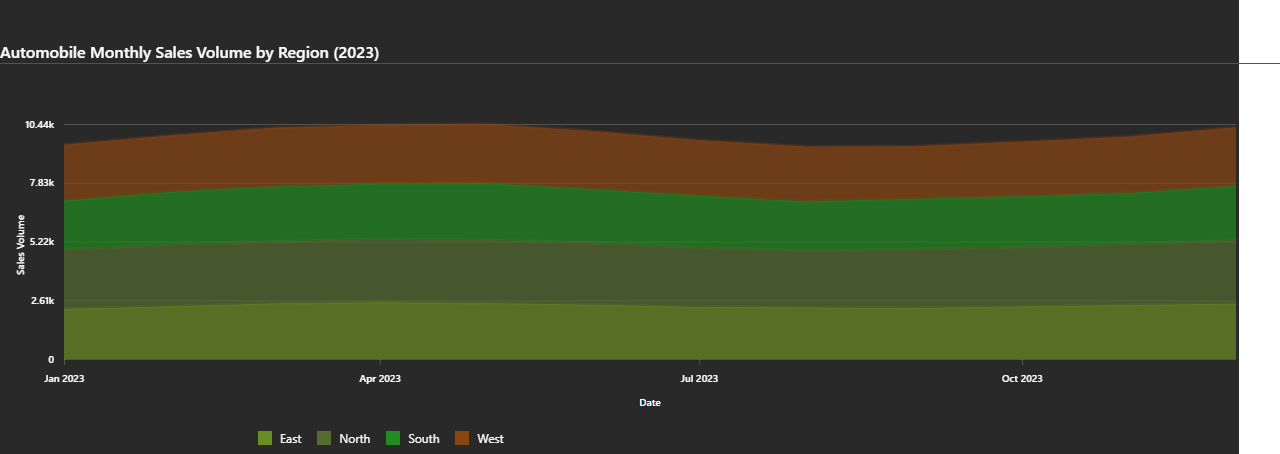 Automobile Monthly Sales Volume by Region (2023)
10.44k
7.83k
5.22k
2.61k
0
Sales Volume
Jan 2023 Apr 2023 Jul 2023 Oct 2023
Date
East North South West